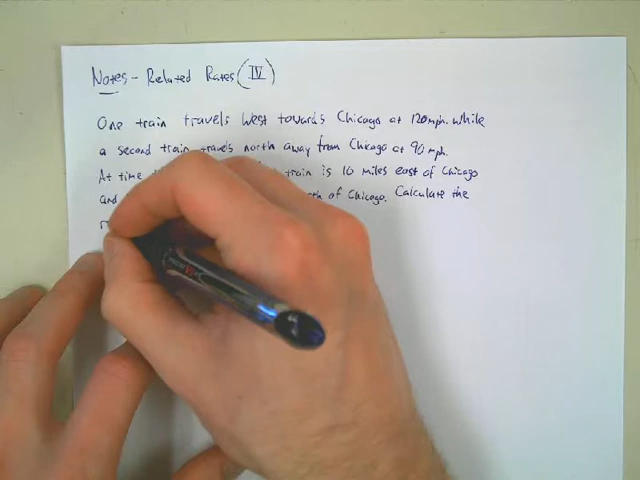 Notes - Related Rates (IV)
One train travels West towards Chicago at 120mph. while
a second train travels north away from Chicago at 90 mph.
At time train is 10 miles east of Chicago
and of Chicago. Calculate the